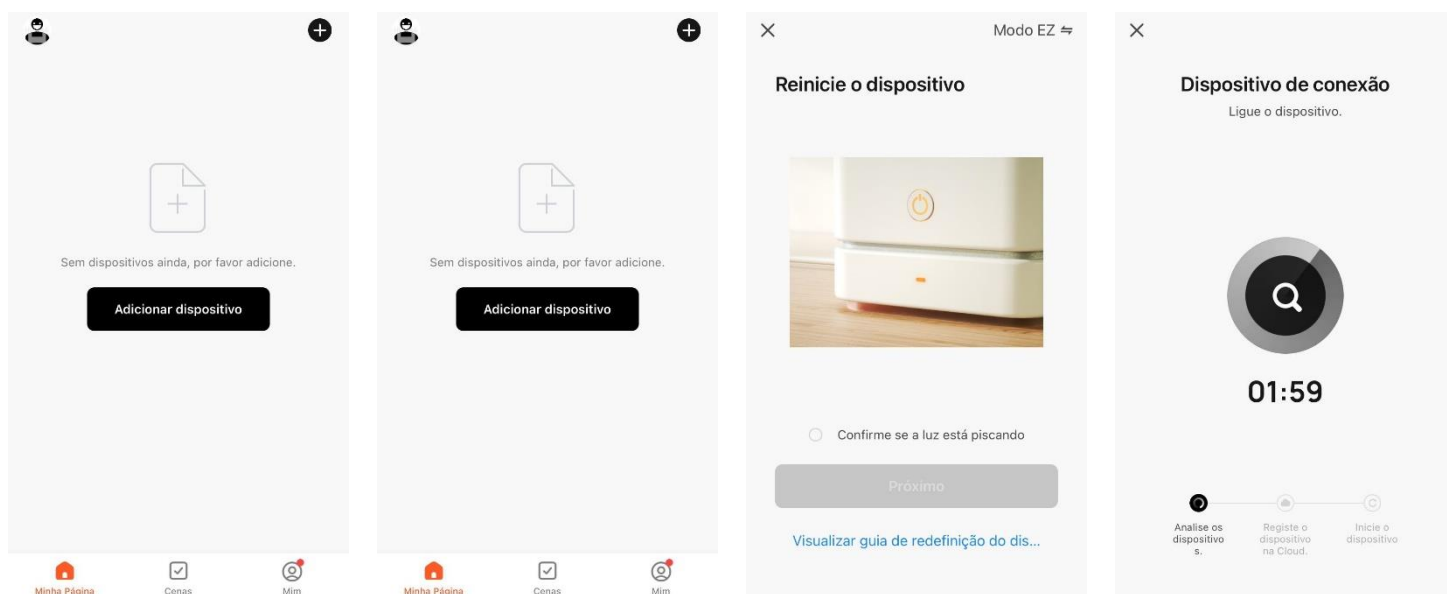 Sem dispositivos ainda, por favor adicione.
Adicionar dispositivo
Minha Página
Cenas
Mim
Sem dispositivos ainda, por favor adicione.
Adicionar dispositivo
Minha Página
Cenas
Mim
Modo EZ
Reinicie o dispositivo
Confirme se a luz está piscando
Próximo
Visualizar guia de redefinição do dis...
Dispositivo de conexão
Ligue o dispositivo.
01:59
Analise os
dispositivo
s.
Registe o
dispositivo
na Cloud.
Inicie o
dispositivo